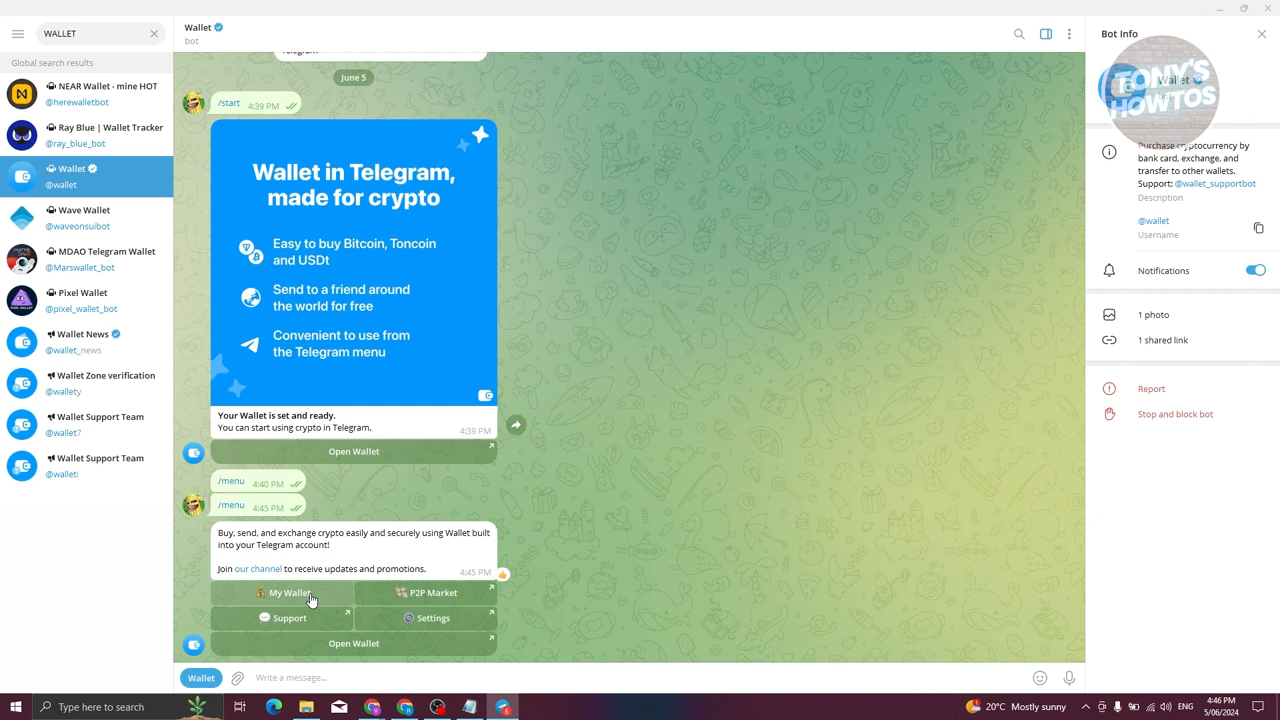 WALLET
Global search results
NEAR Wallet - mine HOT
@herewalletbot
Ray Blue | Wallet Tracker
@ray_blue_bot
Wallet
@wallet
Wave Wallet
@waveonsuibot
MDAO Telegram Wallet
@Marswallet_bot
Pixel Wallet
@pixel_wallet_bot
Wallet News
@wallet_news
Wallet Zone verification
@wallety
Wallet Support Team
@wallet7
Wallet Support Team
@walleti
Wallet
bot
Telegram
June 5
/start 4:39 PM
Wallet in Telegram,
made for crypto
Easy to buy Bitcoin, Toncoin
and USDt
Send to a friend around
the world for free
Convenient to use from
the Telegram menu
Your Wallet is set and ready.
You can start using crypto in Telegram.
4:39 PM
Open Wallet
/menu 4:40 PM
/menu 4:45 PM
Buy, send, and exchange crypto easily and securely using Wallet built
into your Telegram account!
Join our channel to receive updates and promotions.
4:45 PM
My Wallet
P2P Market
Support
Settings
Open Wallet
Wallet
Write a message...
Bot Info
Wallet
TONY'S
HOWTOS
Purchase cryptocurrency by
bank card, exchange, and
transfer to other wallets.
Support: @wallet_supportbot
Description
@wallet
Username
Notifications
1 photo
1 shared link
Report
Stop and block bot
Type here to search
20°C Mostly sunny
ENG
4:46 PM
5/06/2024